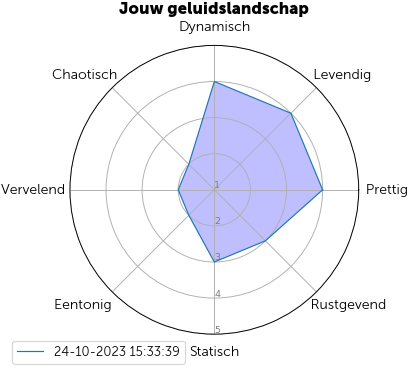 Jouw geluidslandschap
Dynamisch
Chaotisch
Levendig
Vervelend
1
Prettig
2
3
4
Eentonig
Rustgevend
5
24-10-2023 15:33:39
Statisch